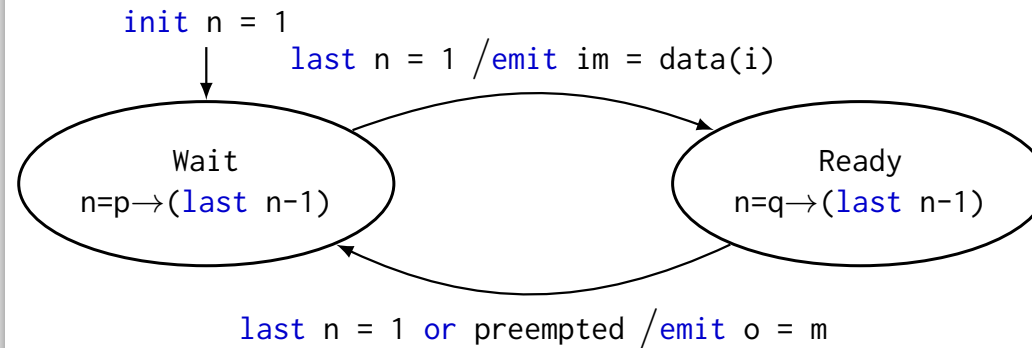 init n = 1
last n = 1 /emit im = data(i)
Wait
n=p→(last n-1)
Ready
n=q→(last n-1)
last n = 1 or preempted /emit o = m